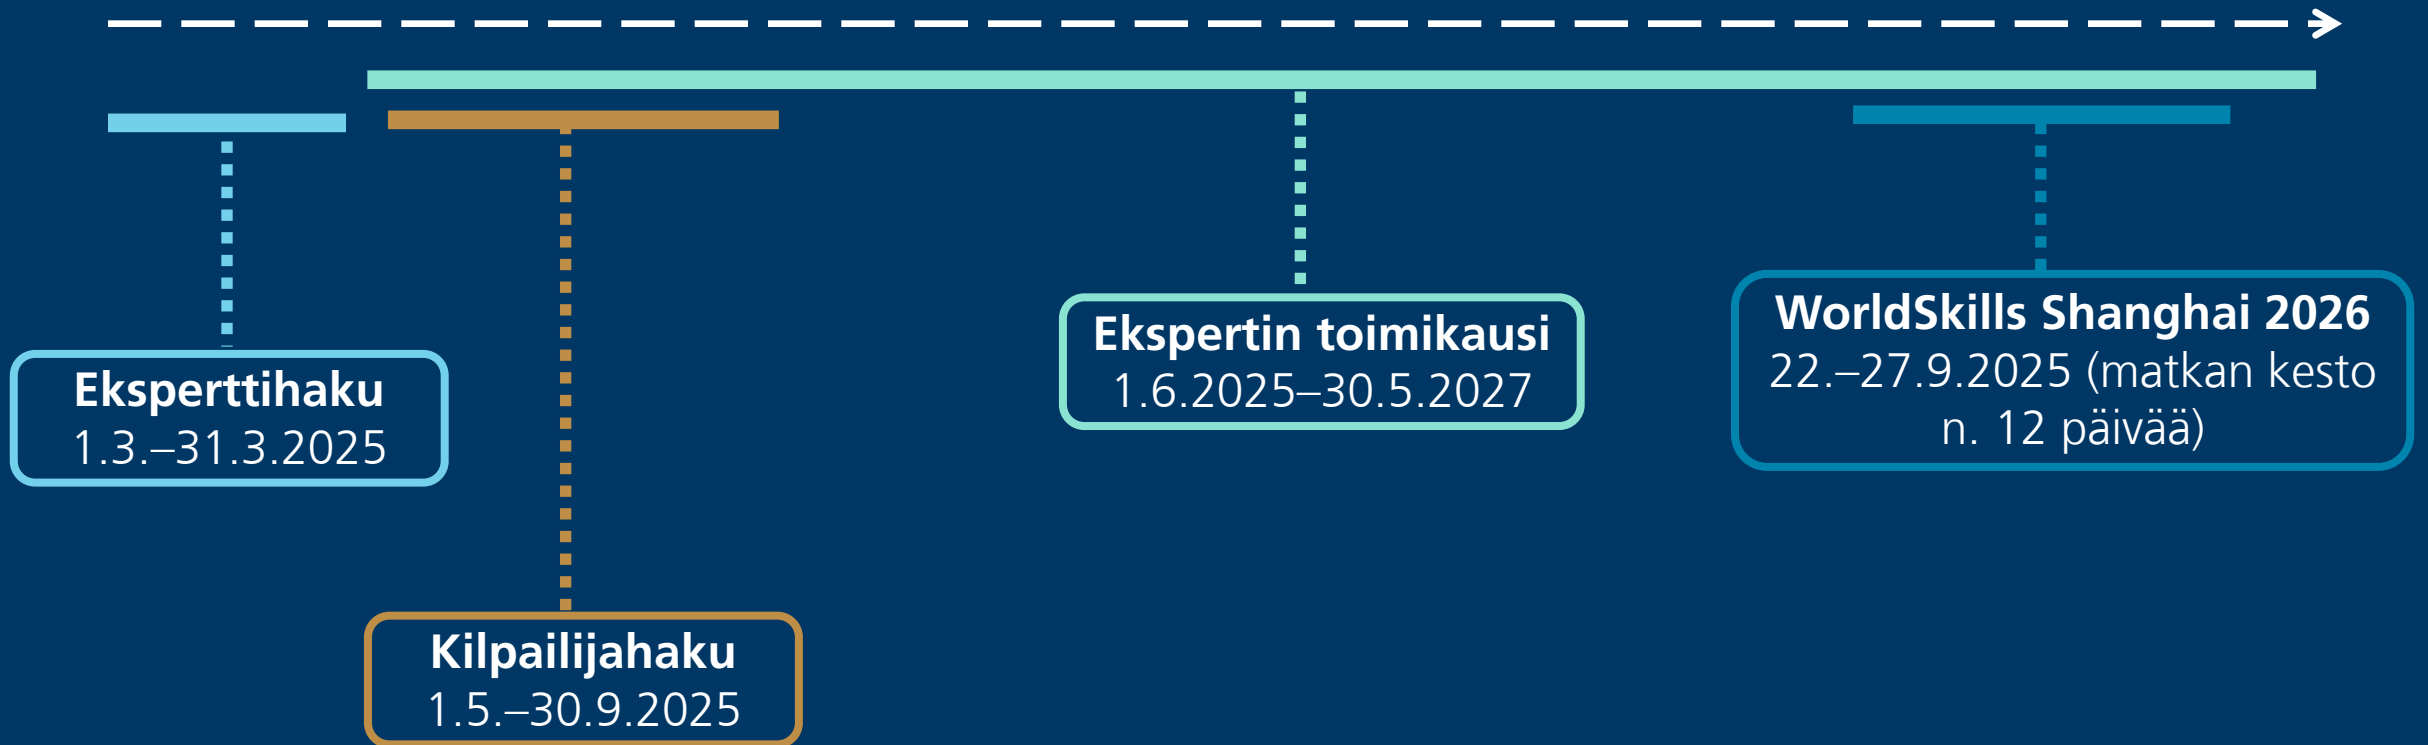 Eksperttihaku
1.3.–31.3.2025
Kilpailijahaku
1.5.–30.9.2025
Ekspertin toimikausi
1.6.2025–30.5.2027
WorldSkills Shanghai 2026
22.–27.9.2025 (matkan kesto
n. 12 päivää)